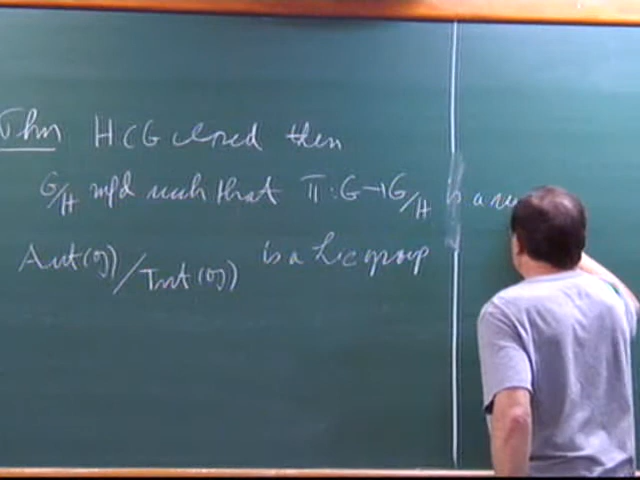 Thm H⊂G closed then
G/H mfd such that π:G→G/H is a
Aut(𝔤)/Int(𝔤) is a Lie group